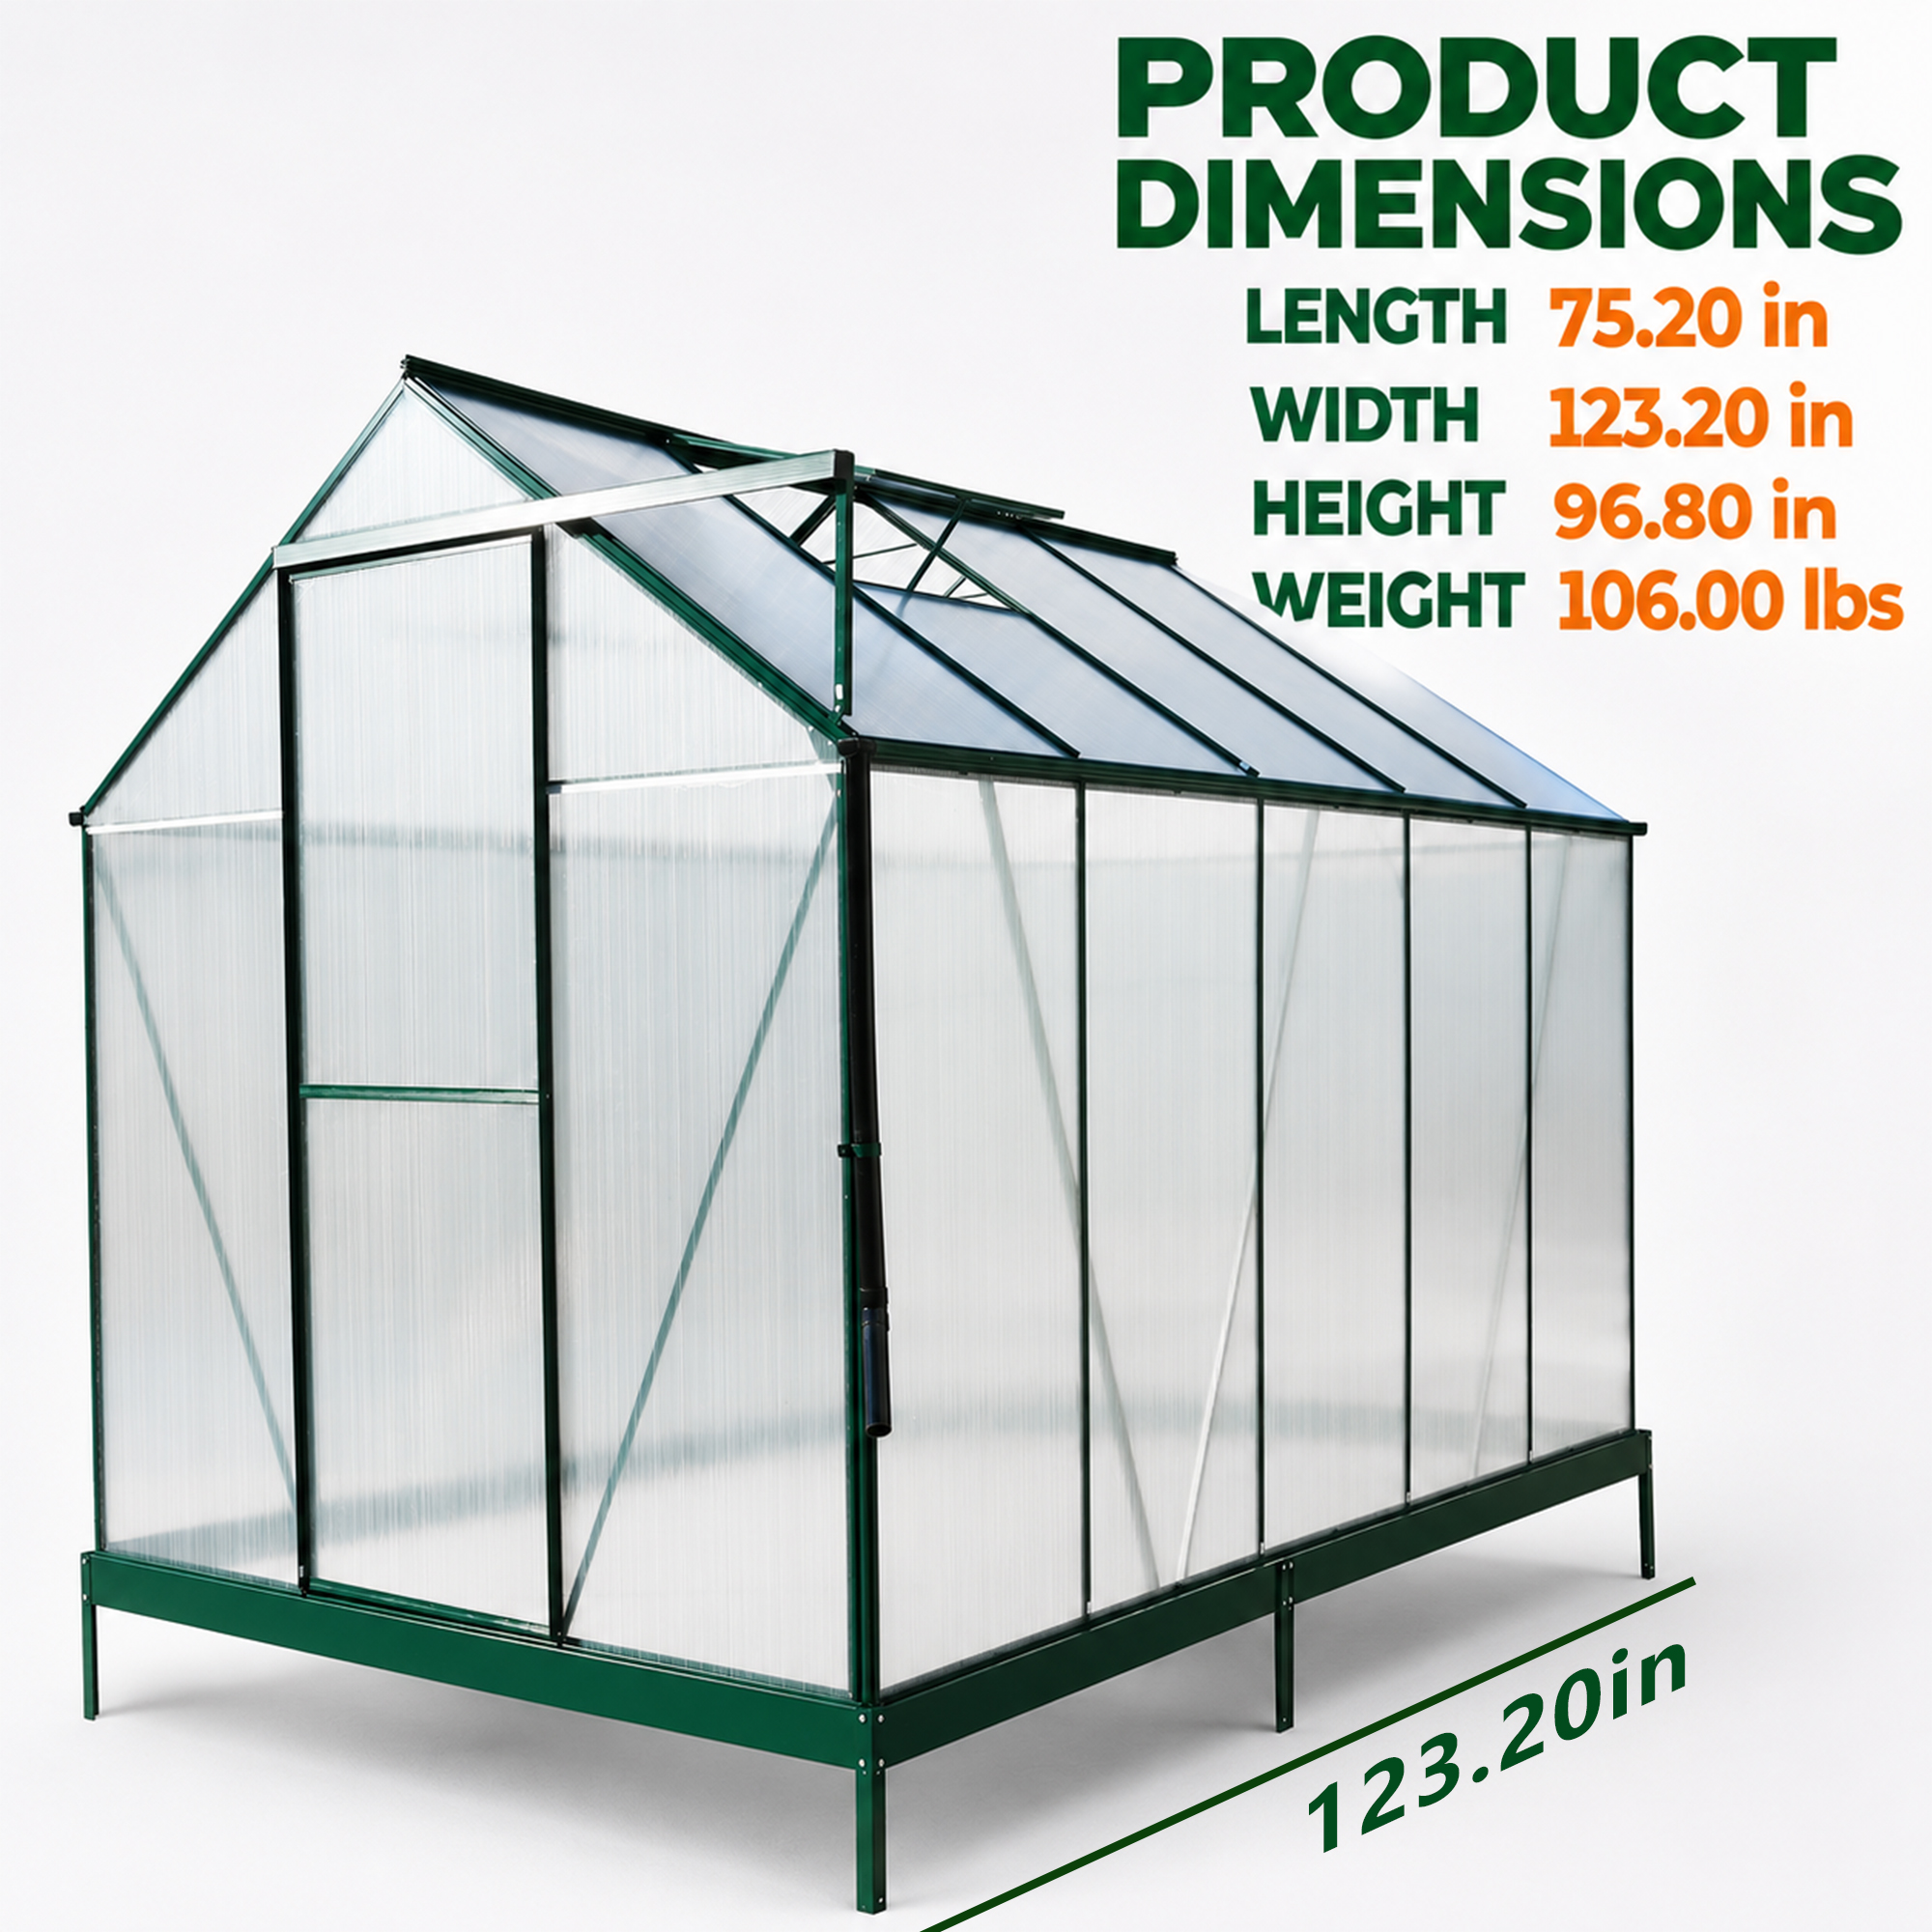 PRODUCT
DIMENSIONS
LENGTH 75.20 in
WIDTH 123.20 in
HEIGHT 96.80 in
WEIGHT 106.00 lbs
123.20in